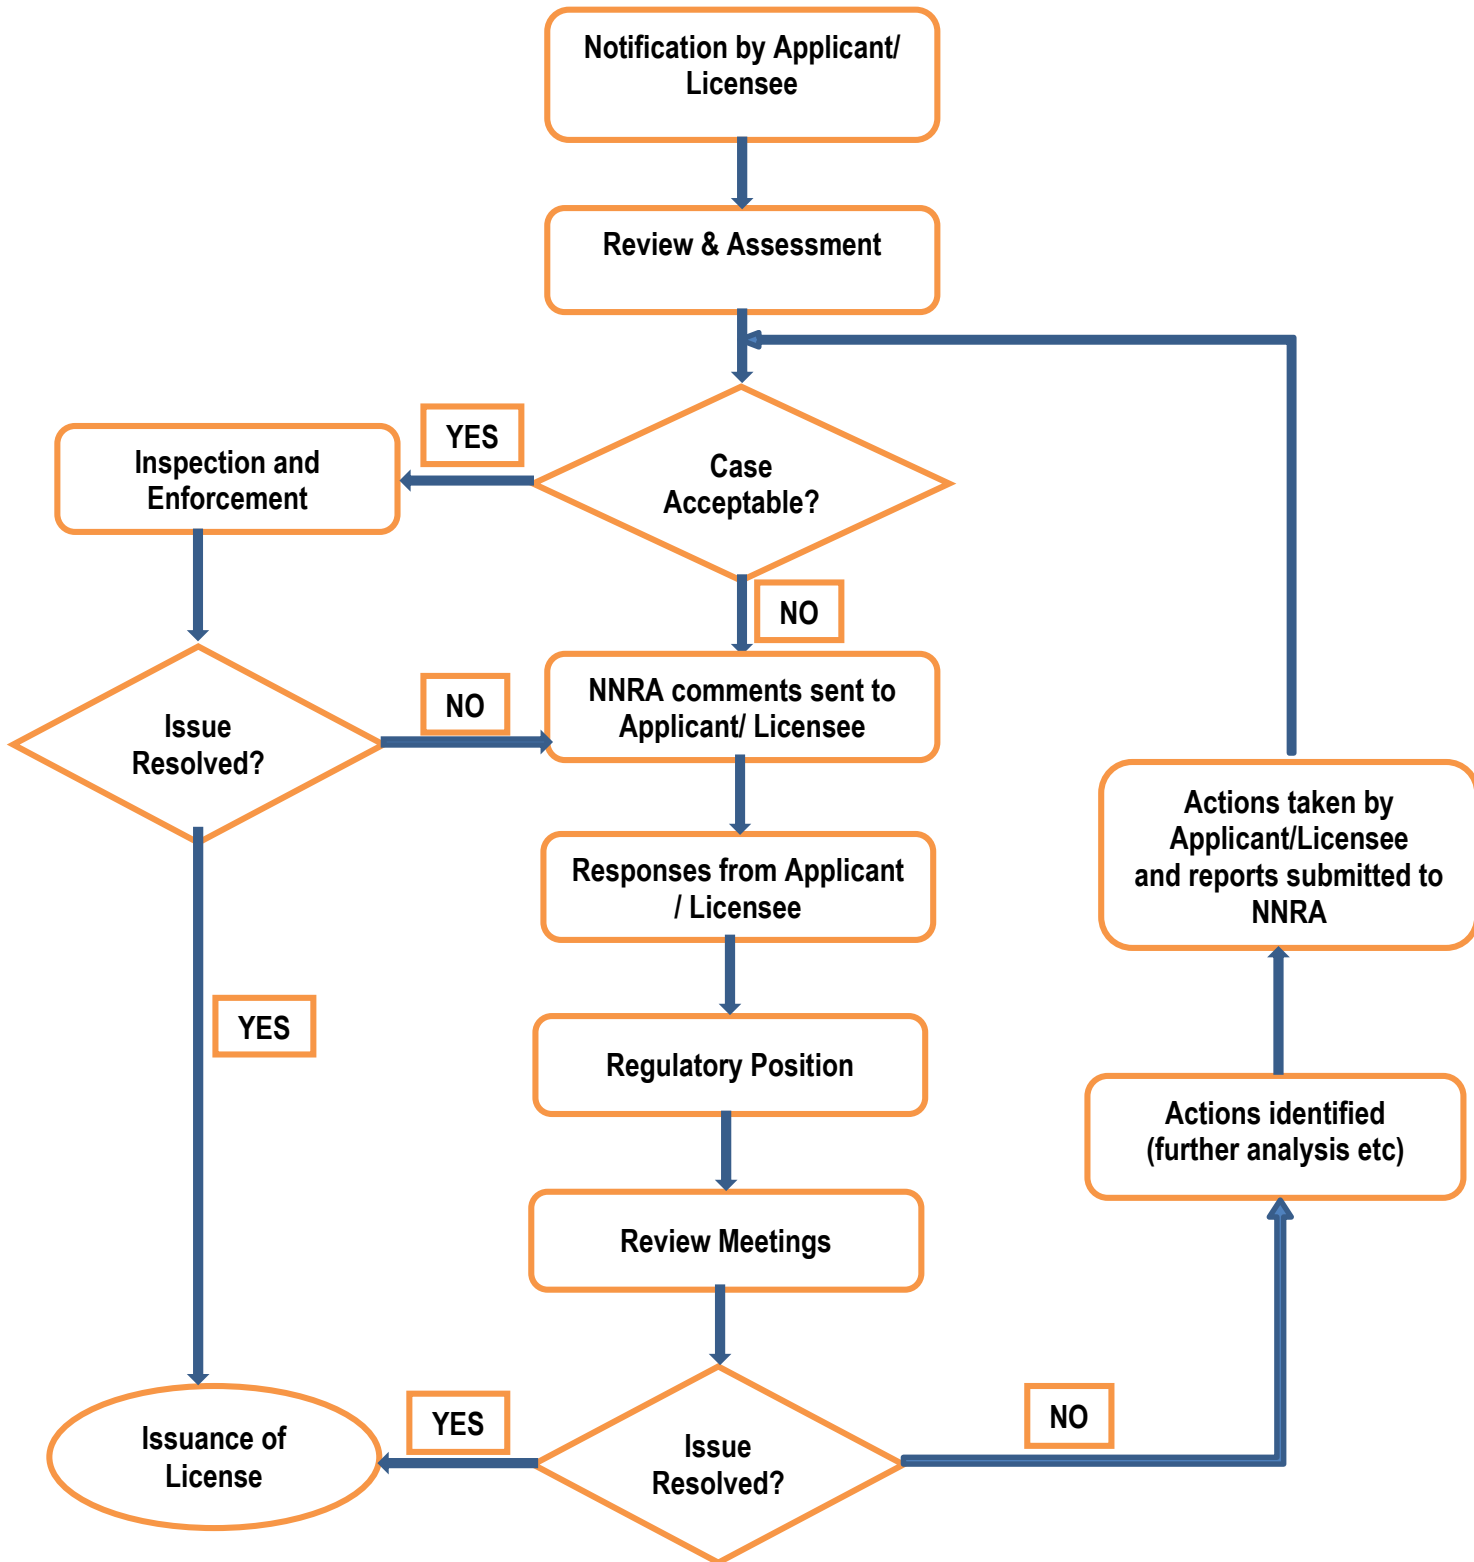 Notification by Applicant/
Licensee
Review & Assessment
YES
Case
Acceptable?
Inspection and
Enforcement
NO
Issue
Resolved?
NO
NNRA comments sent to
Applicant/ Licensee
Responses from Applicant
/ Licensee
Actions taken by
Applicant/Licensee
and reports submitted to
NNRA
YES
Regulatory Position
Actions identified
(further analysis etc)
Review Meetings
Issuance of
License
YES
Issue
Resolved?
NO